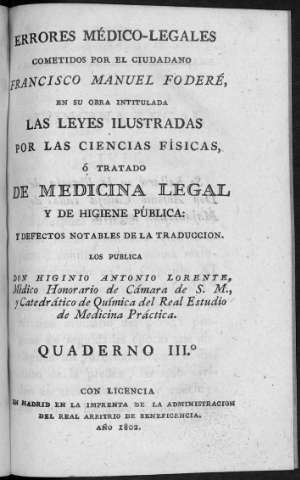 ERRORES MÉDICO-LEGALES
COMETIDOS POR EL CIUDADANO
FRANCISCO MANUEL FODERÉ,
EN SU OBRA INTITULADA
LAS LEYES ILUSTRADAS
POR LAS CIENCIAS FÍSICAS,
Ó TRATADO
DE MEDICINA LEGAL
Y DE HIGIENE PÚBLICA:
Y DEFECTOS NOTABLES DE LA TRADUCCION.
LOS PUBLICA
DON HIGINIO ANTONIO LORENTE,
Médico Honorario de Cámara de S. M.,
y Catedrático de Química del Real Estudio
de Medicina Práctica.
QUADERNO III.º
CON LICENCIA
EN MADRID EN LA IMPRENTA DE LA ADMINISTRACION
DEL REAL ARBITRIO DE BENEFICENCIA.
AÑO 1802.